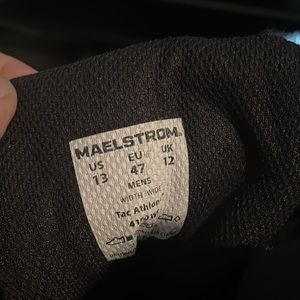 MAELSTROM
US EU UK
13 47 12
MENS
WIDTH: WIDE
Tac Athlon